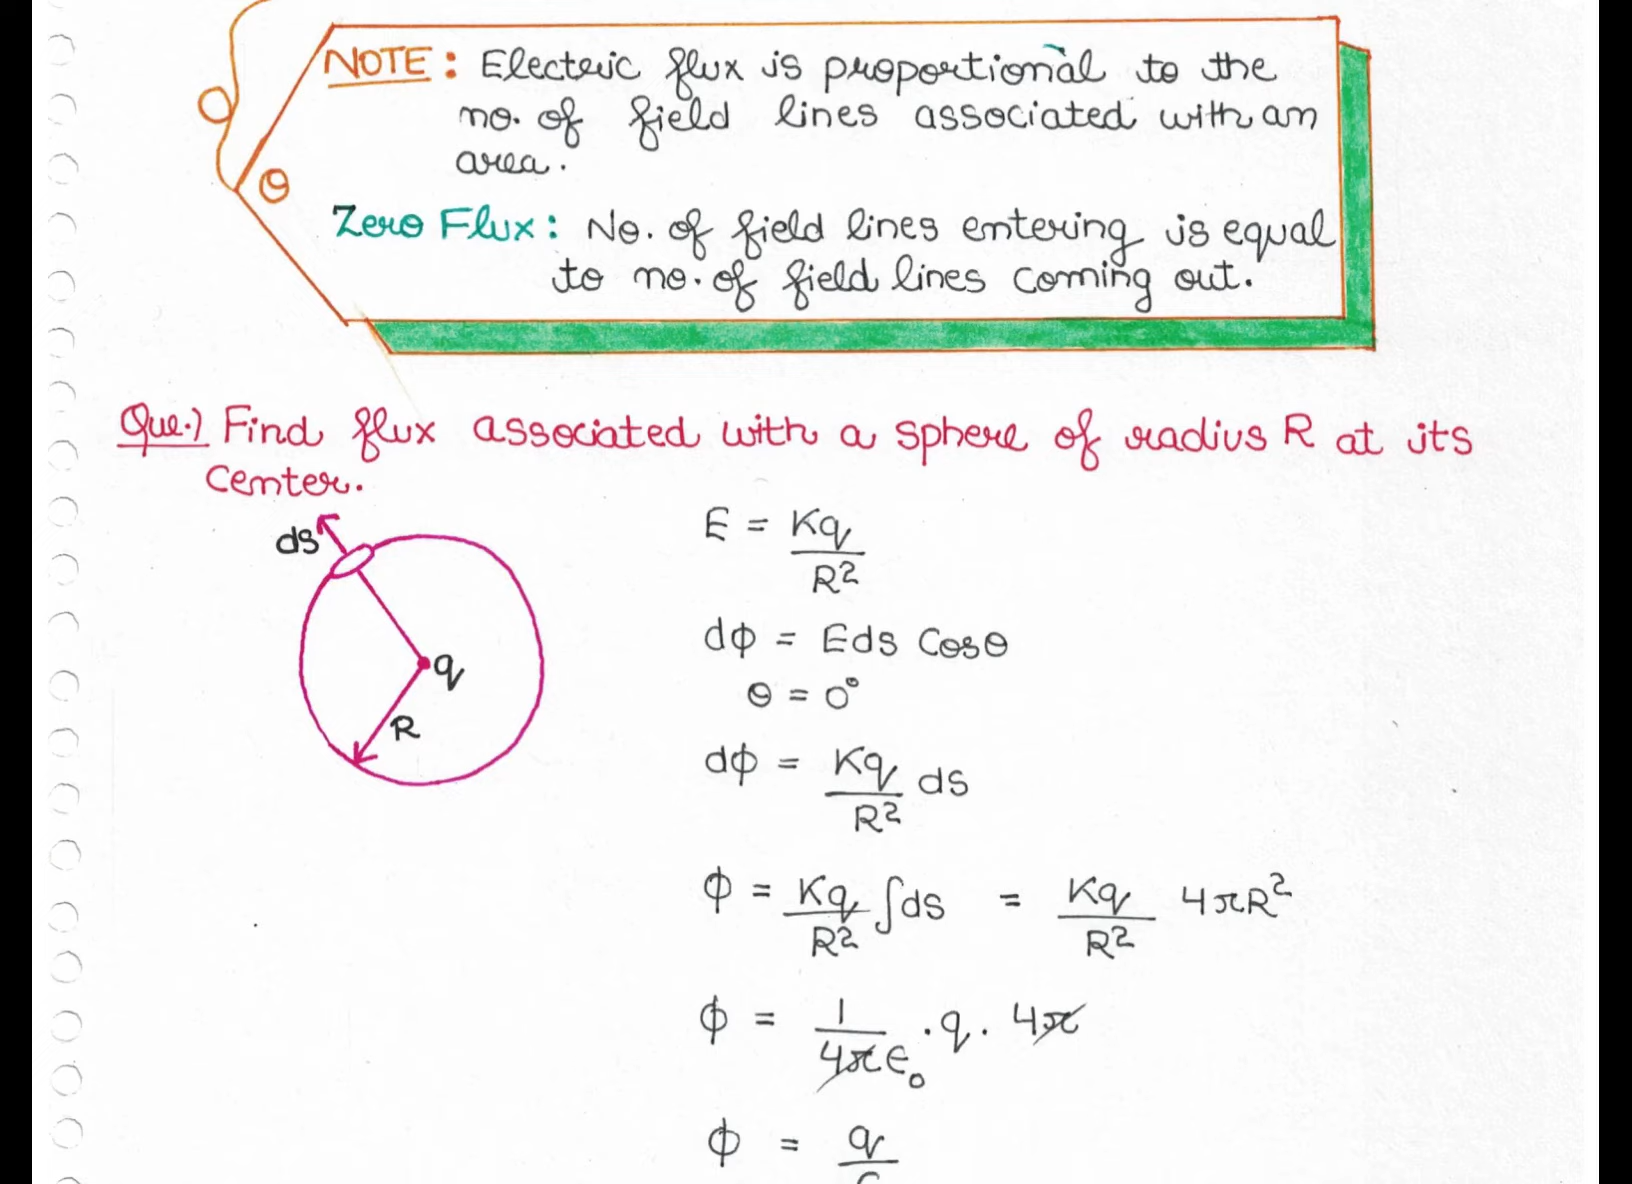 NOTE : Electric flux is proportional to the
no. of field lines associated with an
area.
Zero Flux : No. of field lines entering is equal
to no. of field lines coming out.
Que.) Find flux associated with a sphere of radius R at its
center.
ds
q
R
E = Kq/R²
dφ = Eds Cosθ
θ = 0°
dφ = Kq/R² ds
φ = Kq/R² ∫ds = Kq/R² 4πR²
φ = 1/4πε₀ . q . 4π
φ = q/